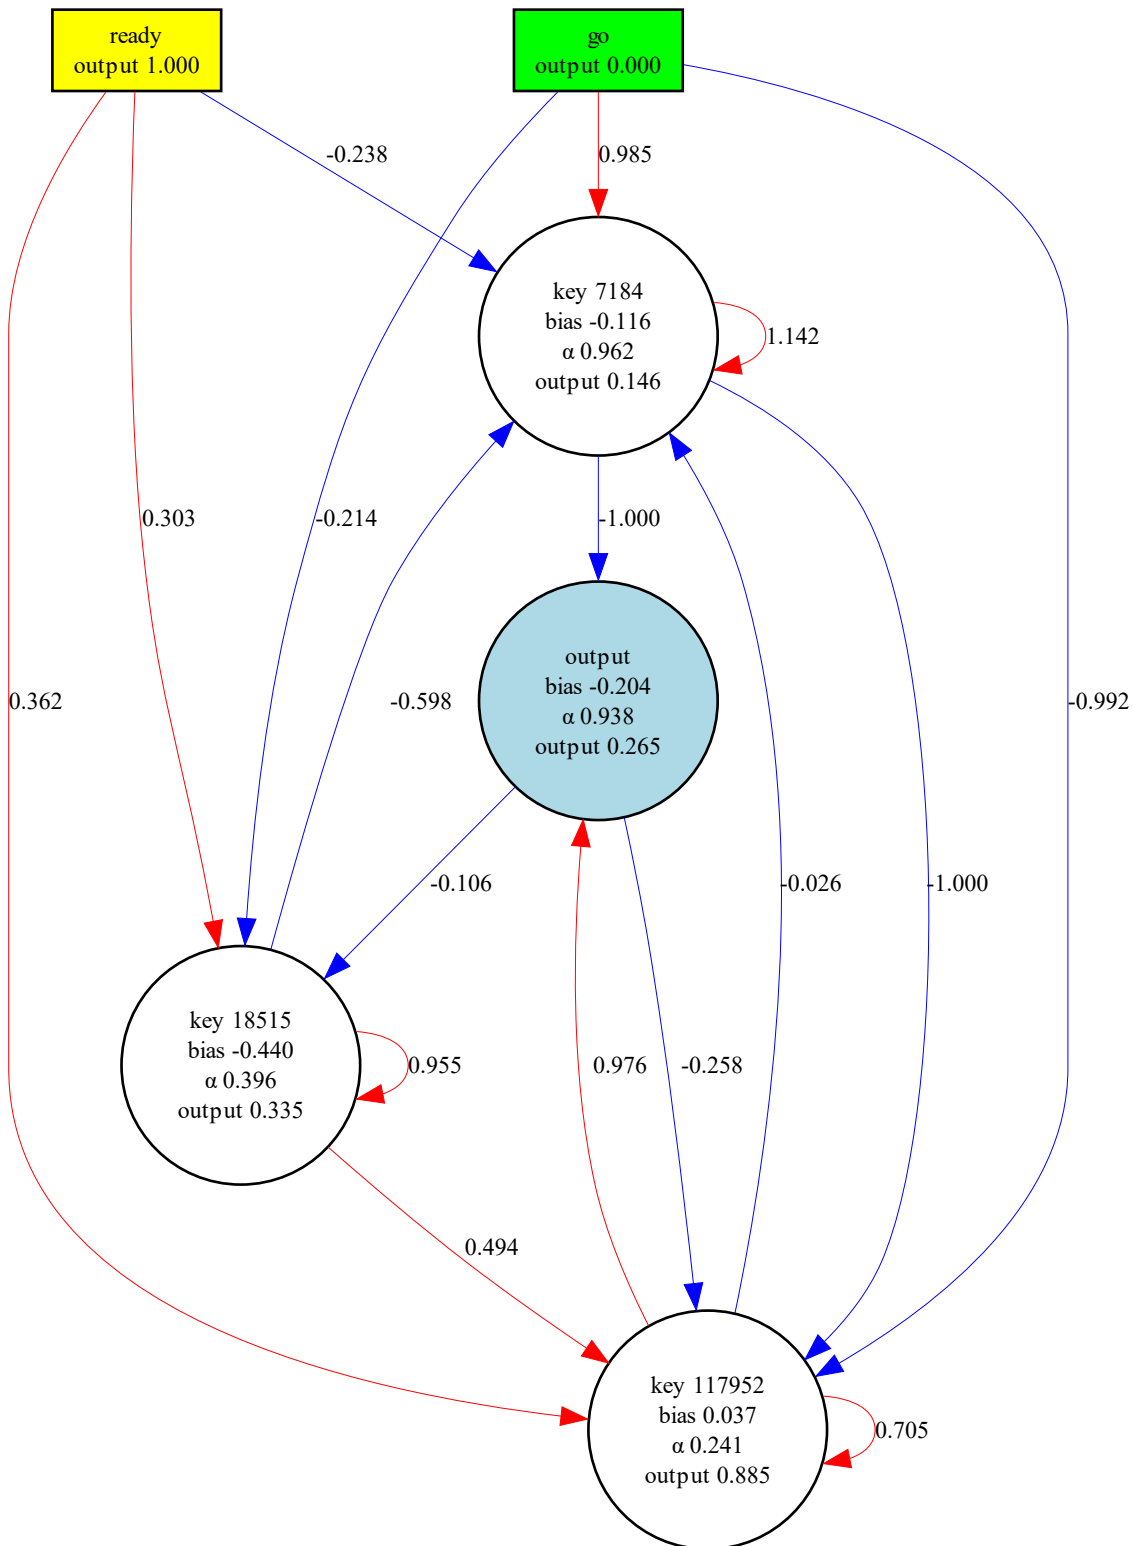 ready
output 1.000
go
output 0.000
-0.238
0.985
key 7184
bias -0.116
α 0.962
output 0.146
1.142
0.303
-0.214
-1.000
output
bias -0.204
α 0.938
output 0.265
0.362
-0.598
-0.992
-0.106
-0.026
-1.000
key 18515
bias -0.440
α 0.396
output 0.335
0.955
0.976
-0.258
0.494
key 117952
bias 0.037
α 0.241
output 0.885
0.705